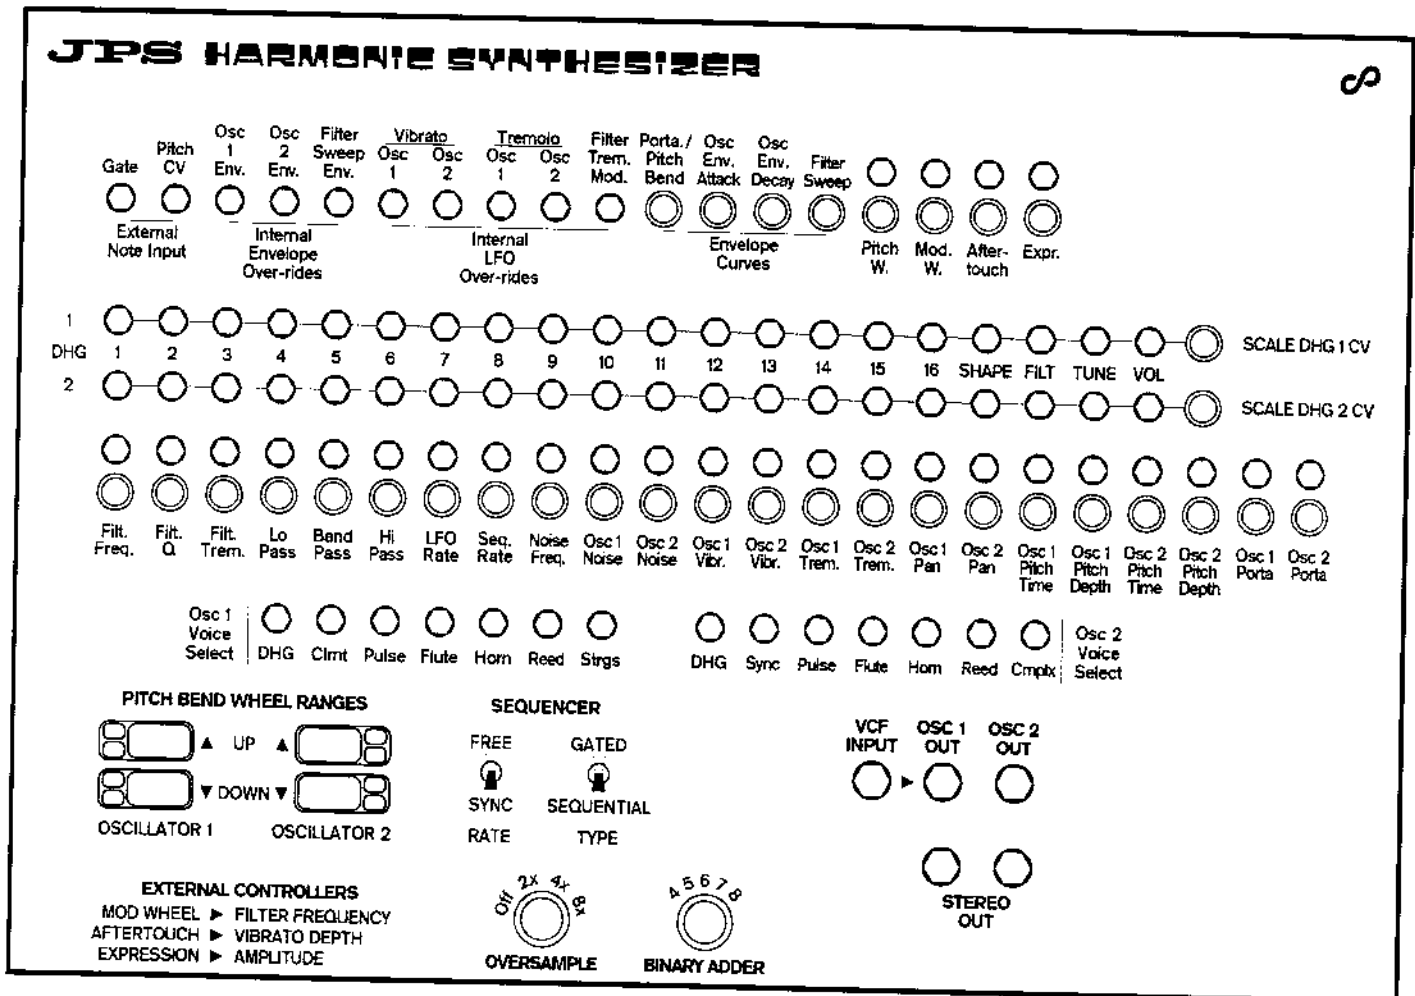 JPS HARMONIC SYNTHESIZER
8
Osc Osc Filter Vibrato Tremolo Filter Porta./ Osc Osc
Pitch 1 2 Sweep Osc Osc Osc Osc Trem. Pitch Env. Env. Filter
Gate CV Env. Env. Env. 1 2 1 2 Mod. Bend Attack Decay Sweep
External Internal Internal Envelope Pitch Mod. After- Expr.
Note Input Envelope LFO Curves W. W. touch
Over-rides Over-rides
1 SCALE DHG 1 CV
DHG 1 2 3 4 5 6 7 8 9 10 11 12 13 14 15 16 SHAPE FILT TUNE VOL
2 SCALE DHG 2 CV
Filt. Filt. Filt. Lo Band Hi LFO Seq. Noise Osc 1 Osc 2 Osc 1 Osc 2 Osc 1 Osc 2 Osc 1 Osc 2 Osc 1 Osc 1 Osc 2 Osc 2 Osc 1 Osc 2
Freq. Q Trem. Pass Pass Pass Rate Rate Freq. Noise Noise Vibr. Vibr. Trem. Trem. Pan Pan Pitch Pitch Pitch Pitch Porta Porta
Time Depth Time Depth
Osc 1 Osc 2
Voice Voice
Select DHG Clrnt Pulse Flute Horn Reed Strgs DHG Sync Pulse Flute Horn Reed Cmplx Select
PITCH BEND WHEEL RANGES SEQUENCER
▲ UP ▲ FREE GATED
▼ DOWN ▼ SYNC SEQUENTIAL
OSCILLATOR 1 OSCILLATOR 2 RATE TYPE
VCF OSC 1 OSC 2
INPUT OUT OUT
▶
STEREO
OUT
EXTERNAL CONTROLLERS
MOD WHEEL ▶ FILTER FREQUENCY
AFTERTOUCH ▶ VIBRATO DEPTH
EXPRESSION ▶ AMPLITUDE
Off 2x 4x 8x
OVERSAMPLE
4 5 6 7 8
BINARY ADDER